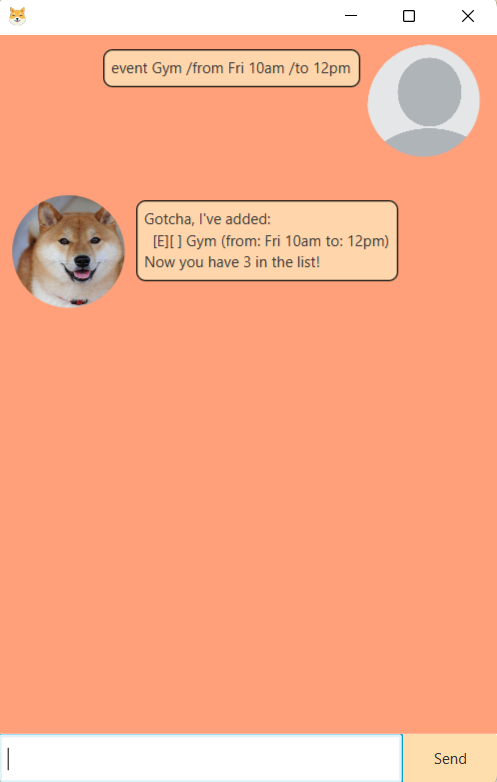 event Gym /from Fri 10am /to 12pm
Gotcha, I've added:
[E][ ] Gym (from: Fri 10am to: 12pm)
Now you have 3 in the list!
Send